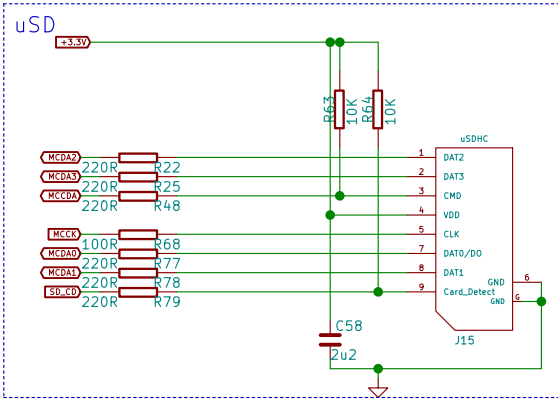 uSD
+3.3V
R63
10K
R64
10K
uSDHC
MCDA2
220R
R22
1
DAT2
MCDA3
220R
R25
2
DAT3
MCCDA
220R
R48
3
CMD
4
VDD
MCCK
100R
R68
5
CLK
MCDA0
220R
R77
7
DAT0/DO
MCDA1
220R
R78
8
DAT1
SD_CD
220R
R79
9
Card_Detect
GND
6
GND
G
J15
C58
2u2